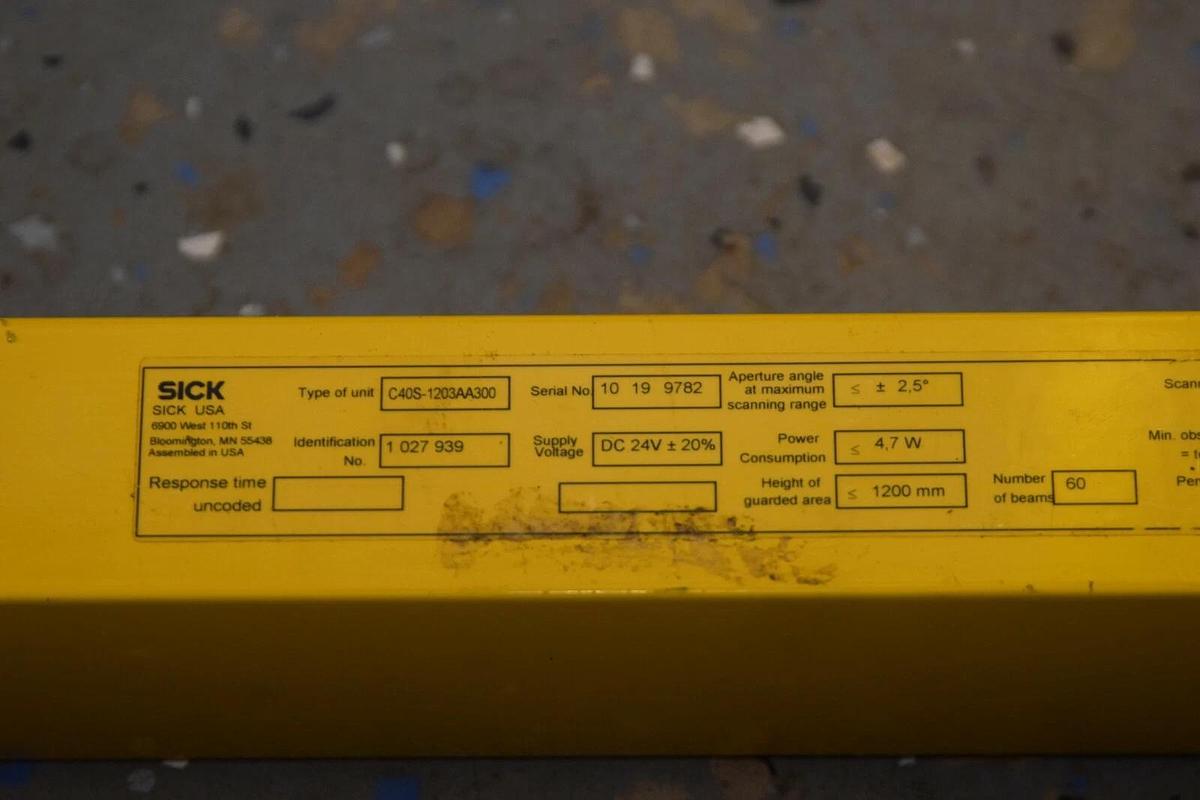 SICK
SICK USA
6900 West 110th St
Bloomington, MN 55438
Assembled in USA
Type of unit C40S-1203AA300
Identification No. 1 027 939
Response time uncoded
Serial No. 10 19 9782
Supply Voltage DC 24V ± 20%
Aperture angle
at maximum
scanning range ≤ ± 2,5°
Power
Consumption ≤ 4,7 W
Height of
guarded area ≤ 1200 mm
Number
of beams 60
Min.